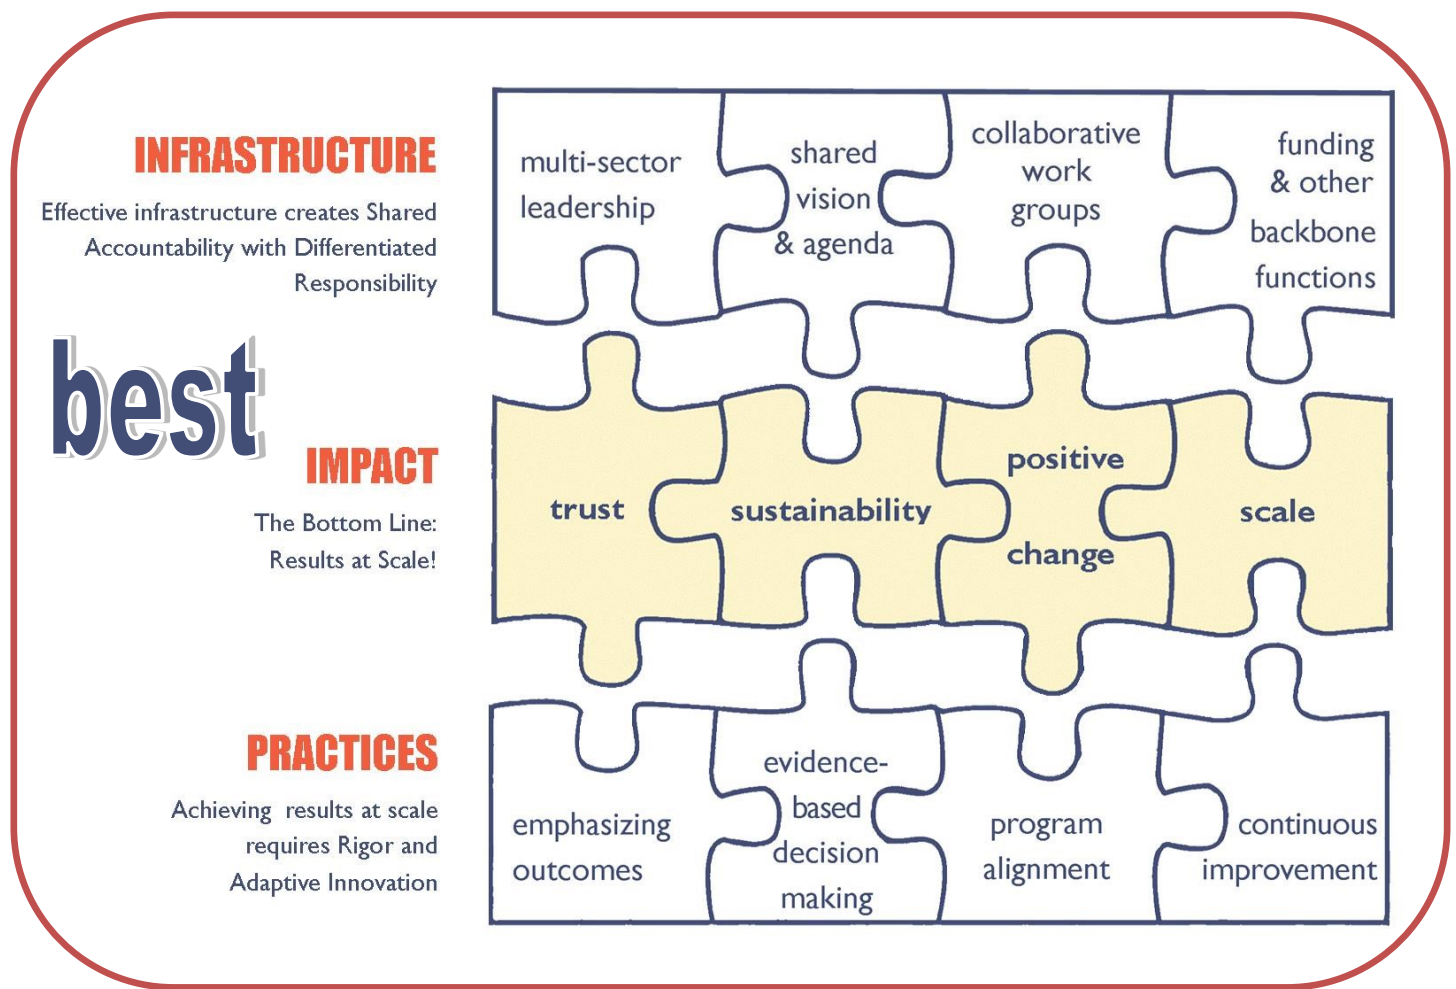 INFRASTRUCTURE
Effective infrastructure creates Shared
Accountability with Differentiated
Responsibility
multi-sector
leadership
shared
vision
& agenda
collaborative
work
groups
funding
& other
backbone
functions
best
IMPACT
The Bottom Line:
Results at Scale!
trust
sustainability
positive
change
scale
PRACTICES
Achieving results at scale
requires Rigor and
Adaptive Innovation
emphasizing
outcomes
evidence-
based
decision
making
program
alignment
continuous
improvement